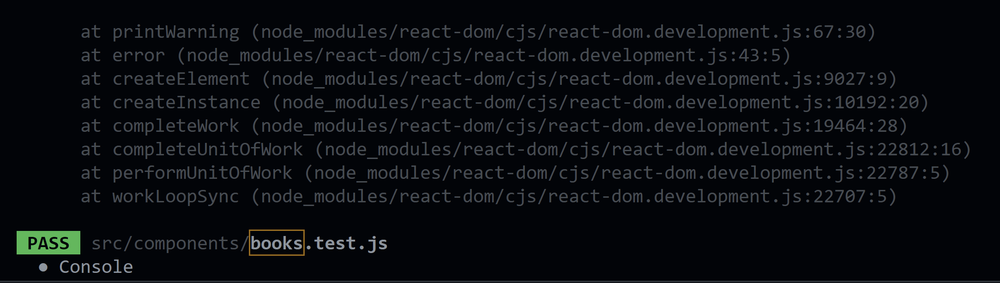 at printWarning (node_modules/react-dom/cjs/react-dom.development.js:67:30)
at error (node_modules/react-dom/cjs/react-dom.development.js:43:5)
at createElement (node_modules/react-dom/cjs/react-dom.development.js:9027:9)
at createInstance (node_modules/react-dom/cjs/react-dom.development.js:10192:20)
at completeWork (node_modules/react-dom/cjs/react-dom.development.js:19464:28)
at completeUnitOfWork (node_modules/react-dom/cjs/react-dom.development.js:22812:16)
at performUnitOfWork (node_modules/react-dom/cjs/react-dom.development.js:22787:5)
at workLoopSync (node_modules/react-dom/cjs/react-dom.development.js:22707:5)
PASS src/components/books.test.js
● Console